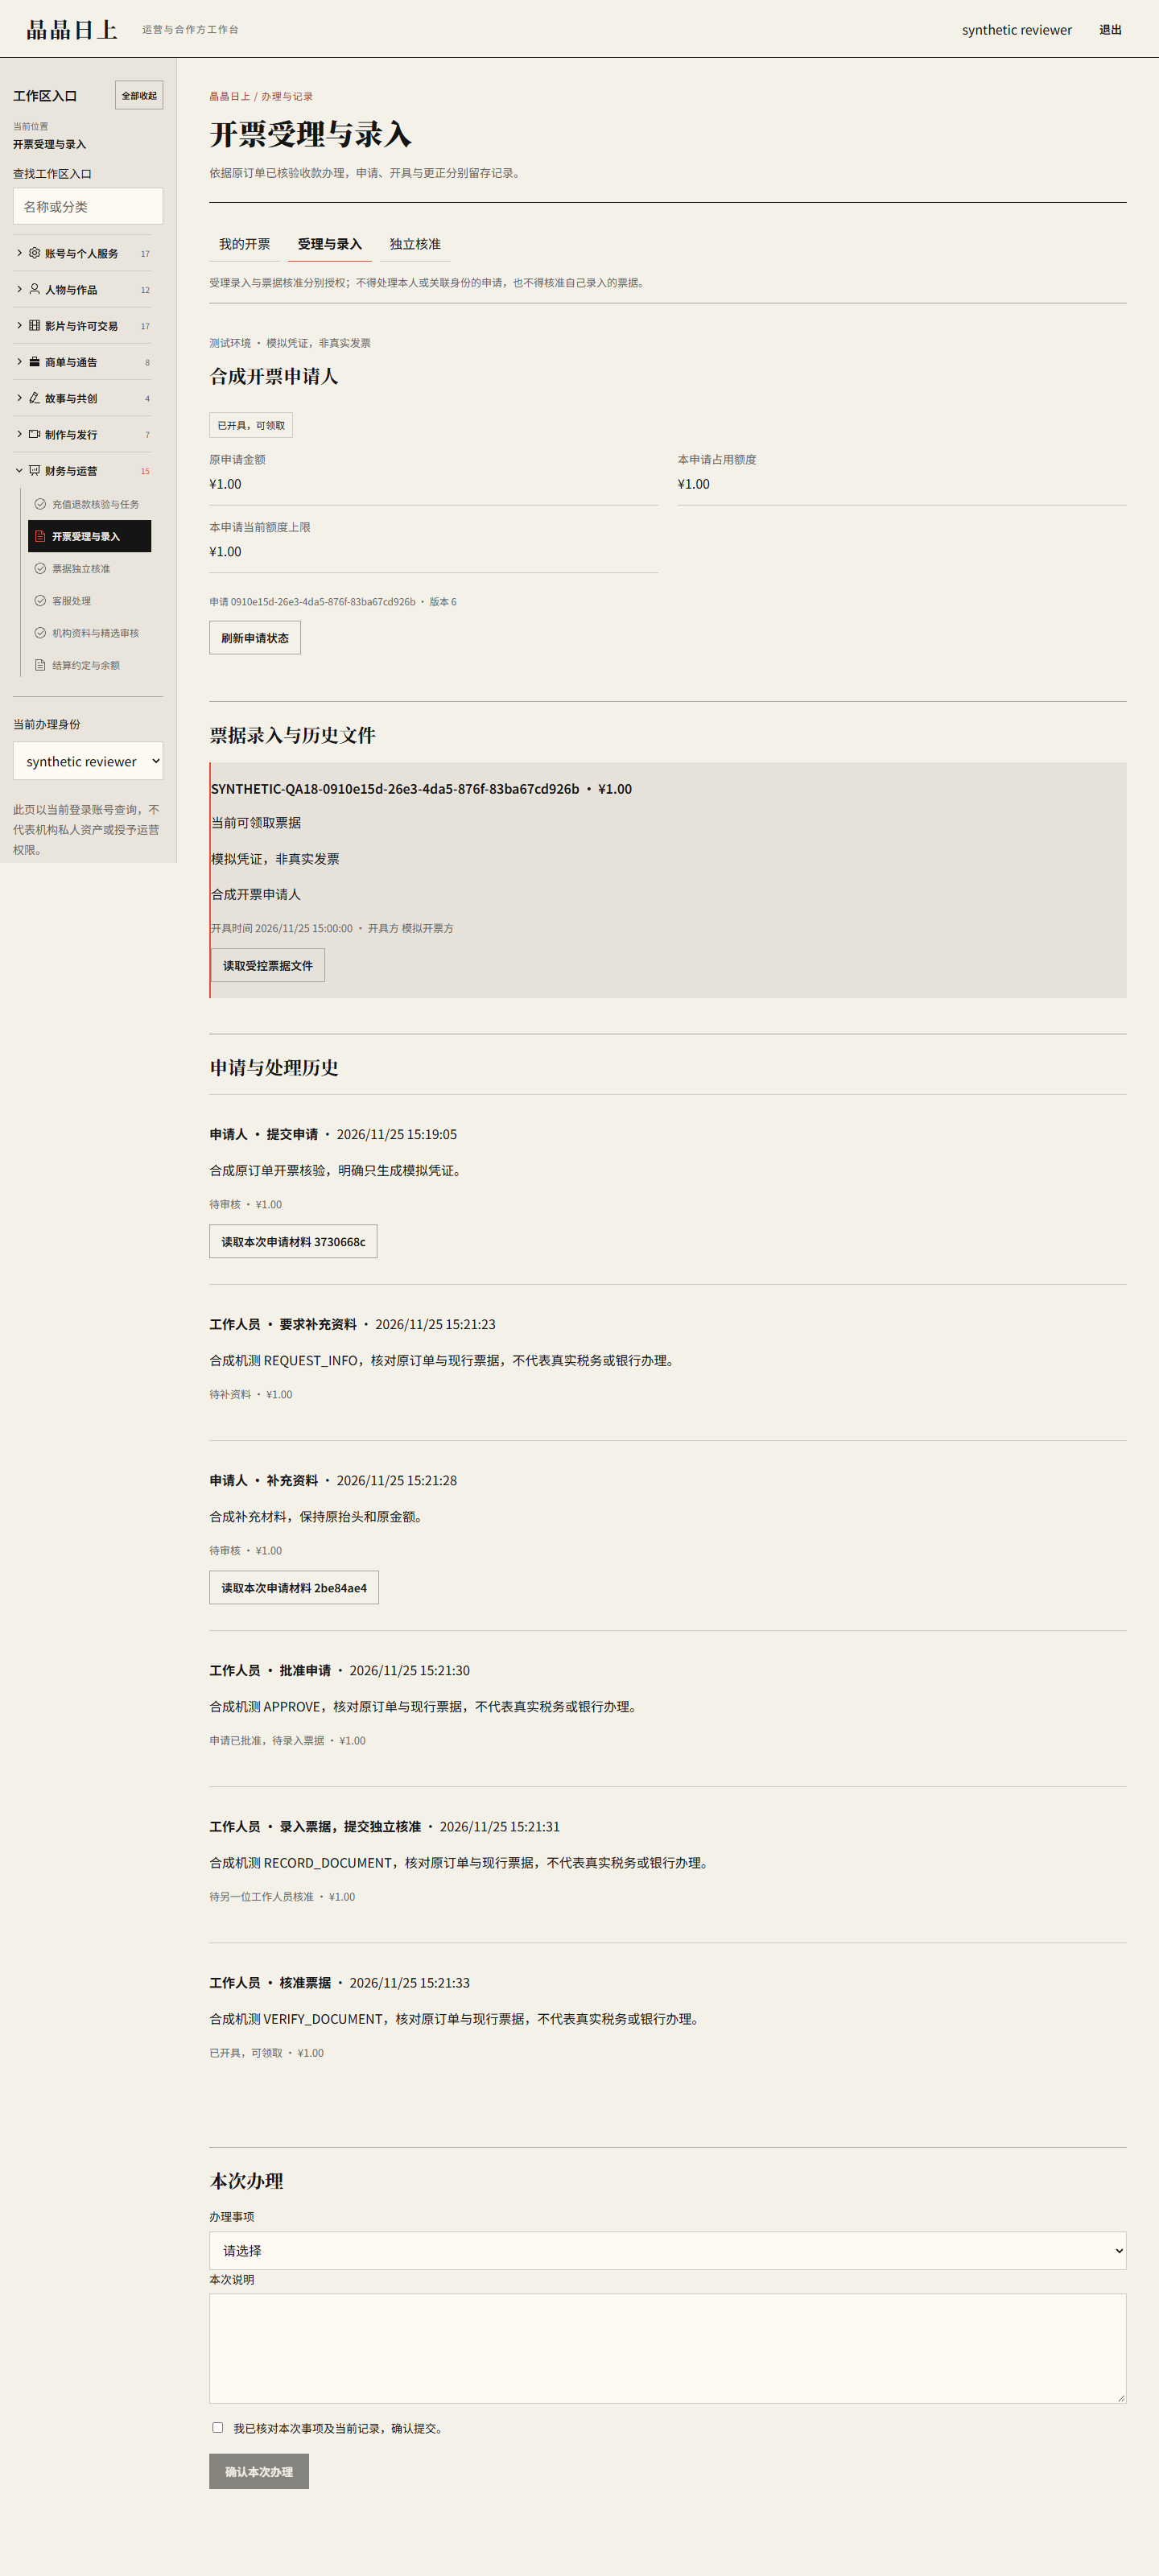 晶晶日上
运营与合作方工作台
synthetic reviewer
退出
工作区入口
全部收起
当前位置
开票受理与录入
查找工作区入口
名称或分类
账号与个人服务 17
人物与作品 12
影片与许可交易 17
商单与通告 8
故事与共创 4
制作与发行 7
财务与运营 15
充值退款核验与任务
开票受理与录入
票据独立核准
客服处理
机构资料与精选审核
结算约定与余额
当前办理身份
synthetic reviewer
此页以当前登录账号查询，不
代表机构私人资产或授予运营
权限。
晶晶日上 / 办理与记录
开票受理与录入
依据原订单已核验收款办理，申请、开具与更正分别留存记录。
我的开票
受理与录入
独立核准
受理录入与票据核准分别授权；不得处理本人或关联身份的申请，也不得核准自己录入的票据。
测试环境 · 模拟凭证，非真实发票
合成开票申请人
已开具，可领取
原申请金额
¥1.00
本申请占用额度
¥1.00
本申请当前额度上限
¥1.00
申请 0910e15d-26e3-4da5-876f-83ba67cd926b · 版本 6
刷新申请状态
票据录入与历史文件
SYNTHETIC-QA18-0910e15d-26e3-4da5-876f-83ba67cd926b · ¥1.00
当前可领取票据
模拟凭证，非真实发票
合成开票申请人
开具时间 2026/11/25 15:00:00 · 开具方 模拟开票方
读取受控票据文件
申请与处理历史
申请人 · 提交申请 · 2026/11/25 15:19:05
合成原订单开票核验，明确只生成模拟凭证。
待审核 · ¥1.00
读取本次申请材料 3730668c
工作人员 · 要求补充资料 · 2026/11/25 15:21:23
合成机测 REQUEST_INFO，核对原订单与现行票据，不代表真实税务或银行办理。
待补资料 · ¥1.00
申请人 · 补充资料 · 2026/11/25 15:21:28
合成补充材料，保持原抬头和原金额。
待审核 · ¥1.00
读取本次申请材料 2be84ae4
工作人员 · 批准申请 · 2026/11/25 15:21:30
合成机测 APPROVE，核对原订单与现行票据，不代表真实税务或银行办理。
申请已批准，待录入票据 · ¥1.00
工作人员 · 录入票据，提交独立核准 · 2026/11/25 15:21:31
合成机测 RECORD_DOCUMENT，核对原订单与现行票据，不代表真实税务或银行办理。
待另一位工作人员核准 · ¥1.00
工作人员 · 核准票据 · 2026/11/25 15:21:33
合成机测 VERIFY_DOCUMENT，核对原订单与现行票据，不代表真实税务或银行办理。
已开具，可领取 · ¥1.00
本次办理
办理事项
请选择
本次说明
我已核对本次事项及当前记录，确认提交。
确认本次办理